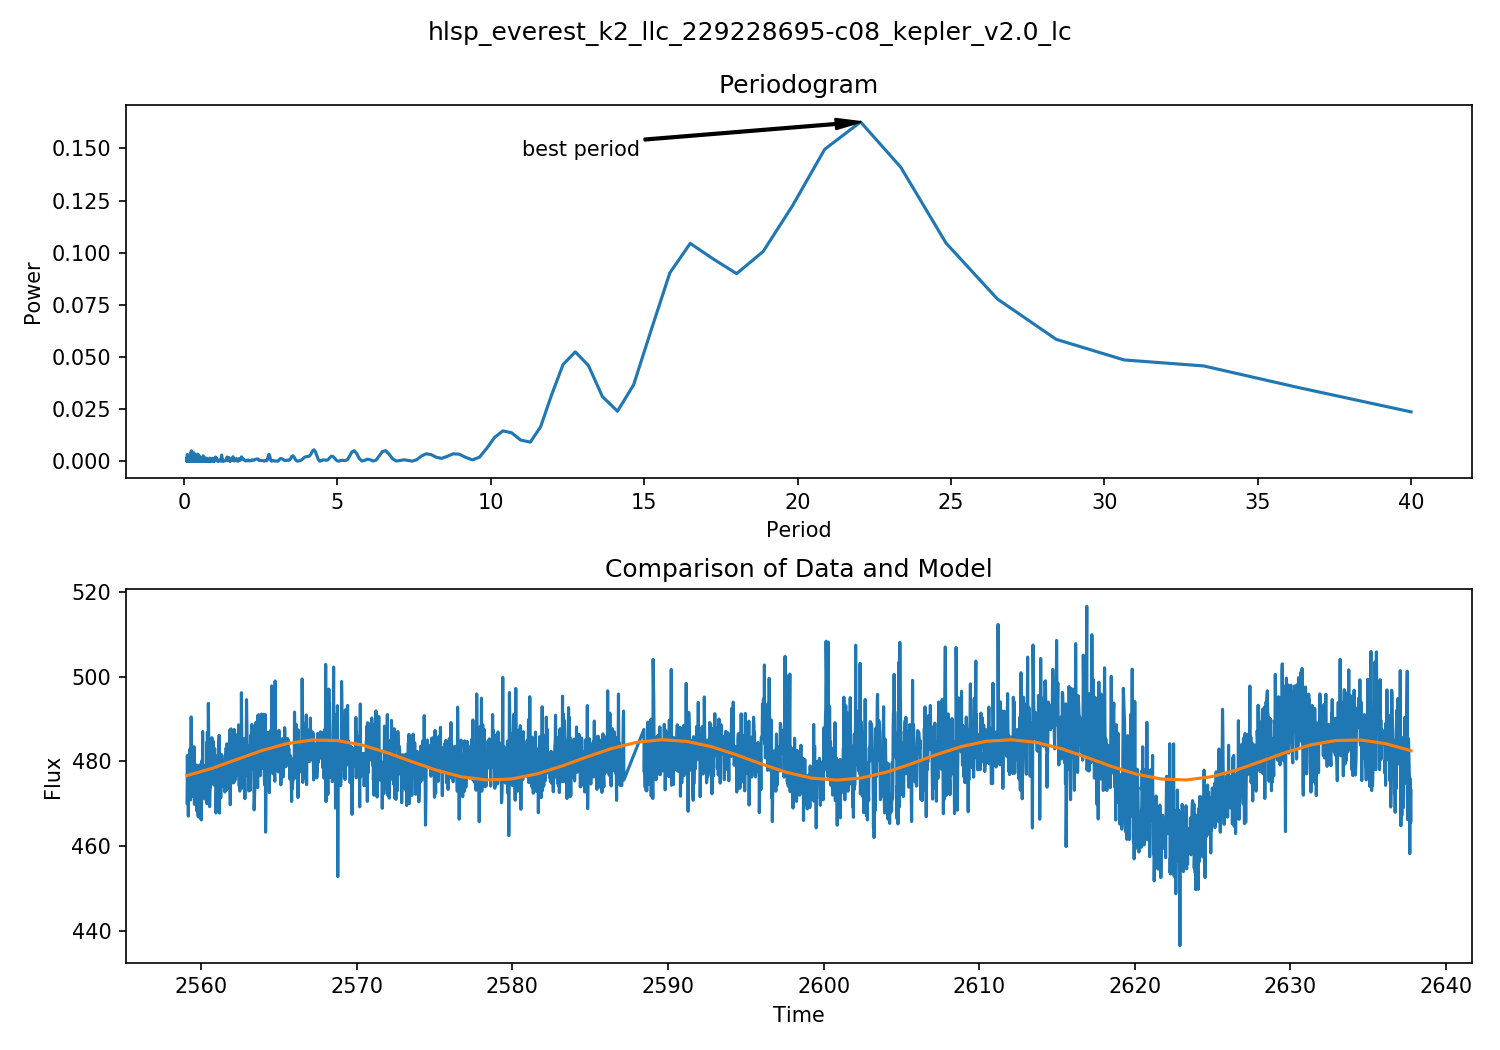 hlsp_everest_k2_llc_229228695-c08_kepler_v2.0_lc
Periodogram
best period
0.150
0.125
0.100
0.075
0.050
0.025
0.000
Power
0 5 10 15 20 25 30 35 40
Period
Comparison of Data and Model
520
500
480
460
440
Flux
2560 2570 2580 2590 2600 2610 2620 2630 2640
Time